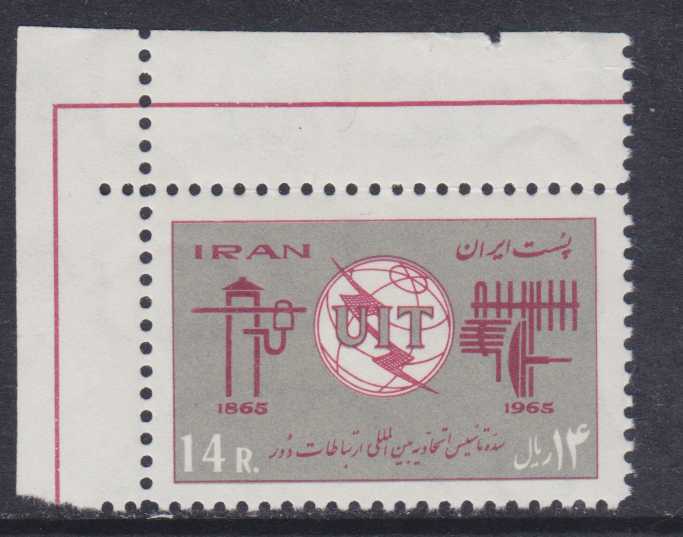 IRAN
پست ایران
UIT
1865
1965
سده تاسیس اتحادیه بین المللی ارتباطات دور
14 R.
۱۴ ریال